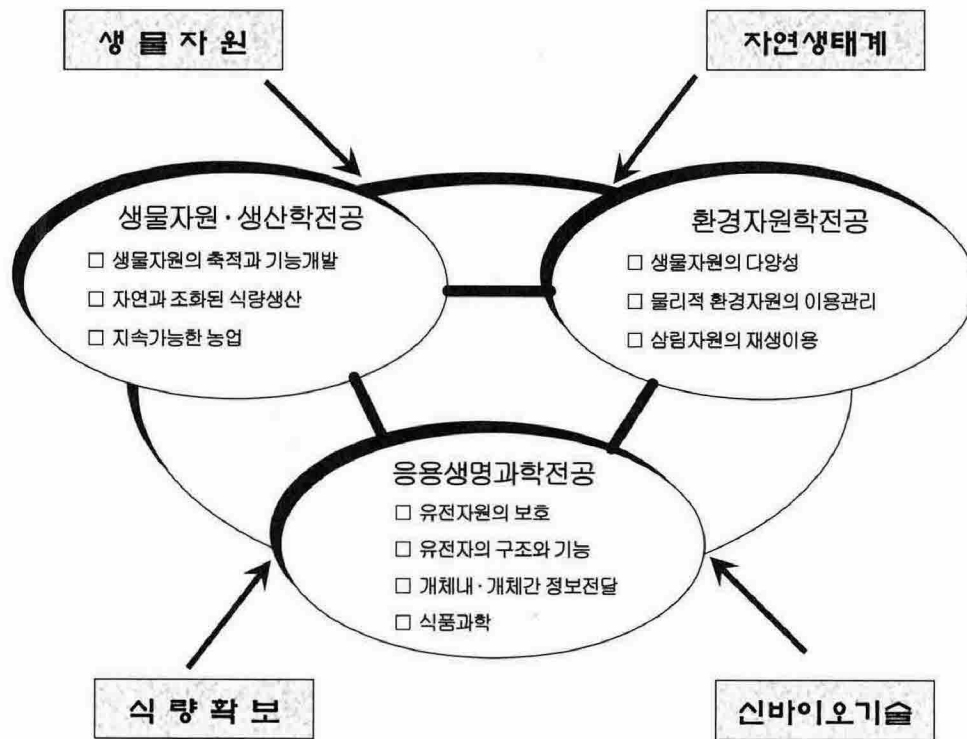 생 물 자 원
자연생태계
생물자원·생산학전공
□ 생물자원의 축적과 기능개발
□ 자연과 조화된 식량생산
□ 지속가능한 농업
환경자원학전공
□ 생물자원의 다양성
□ 물리적 환경자원의 이용관리
□ 삼림자원의 재생이용
응용생명과학전공
□ 유전자원의 보호
□ 유전자의 구조와 기능
□ 개체내·개체간 정보전달
□ 식품과학
식 량 확 보
신바이오기술